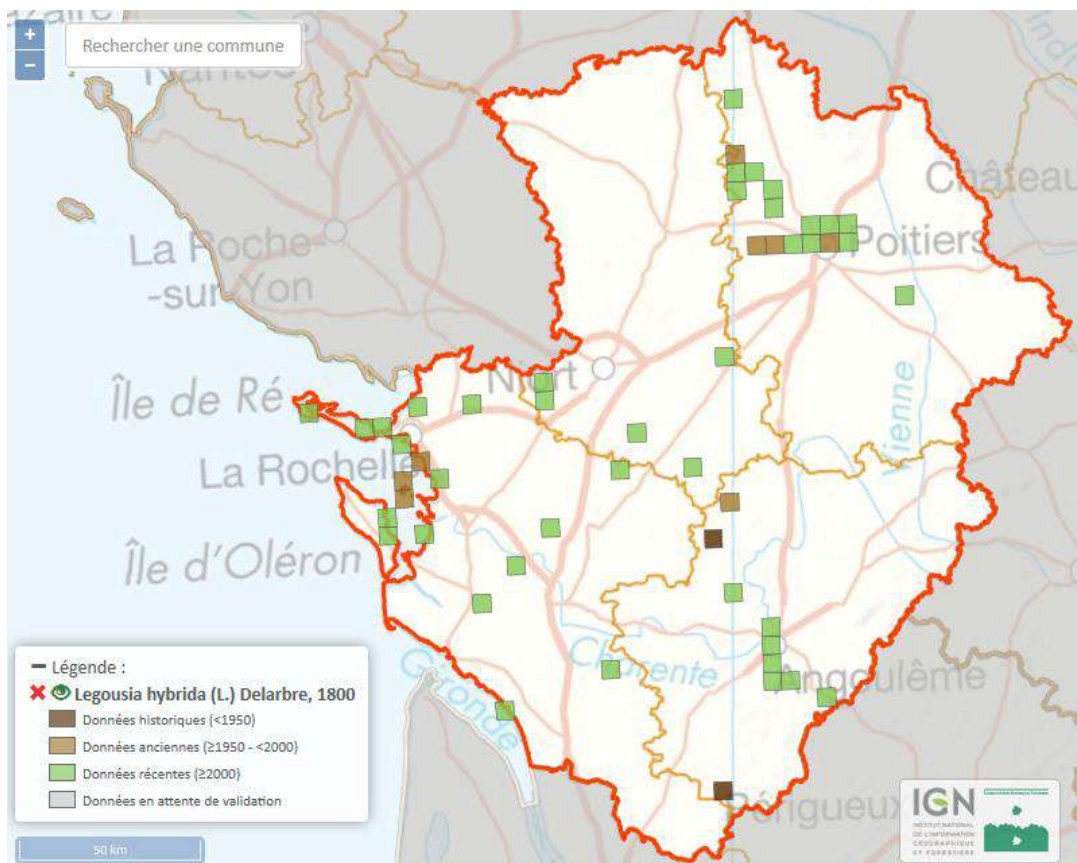 +
−
Rechercher une commune
Nantes
Château
La Roche
-sur-Yon
Poitiers
Île de Ré
Niort
Vienne
La Rochelle
Île d'Oléron
Charente
Angoulême
Gironde
Périgueux
Légende :
Legousia hybrida (L.) Delarbre, 1800
Données historiques (<1950)
Données anciennes (≥1950 - <2000)
Données récentes (≥2000)
Données en attente de validation
50 km
IGN
INSTITUT NATIONAL
DE L'INFORMATION
GÉOGRAPHIQUE
ET FORESTIÈRE